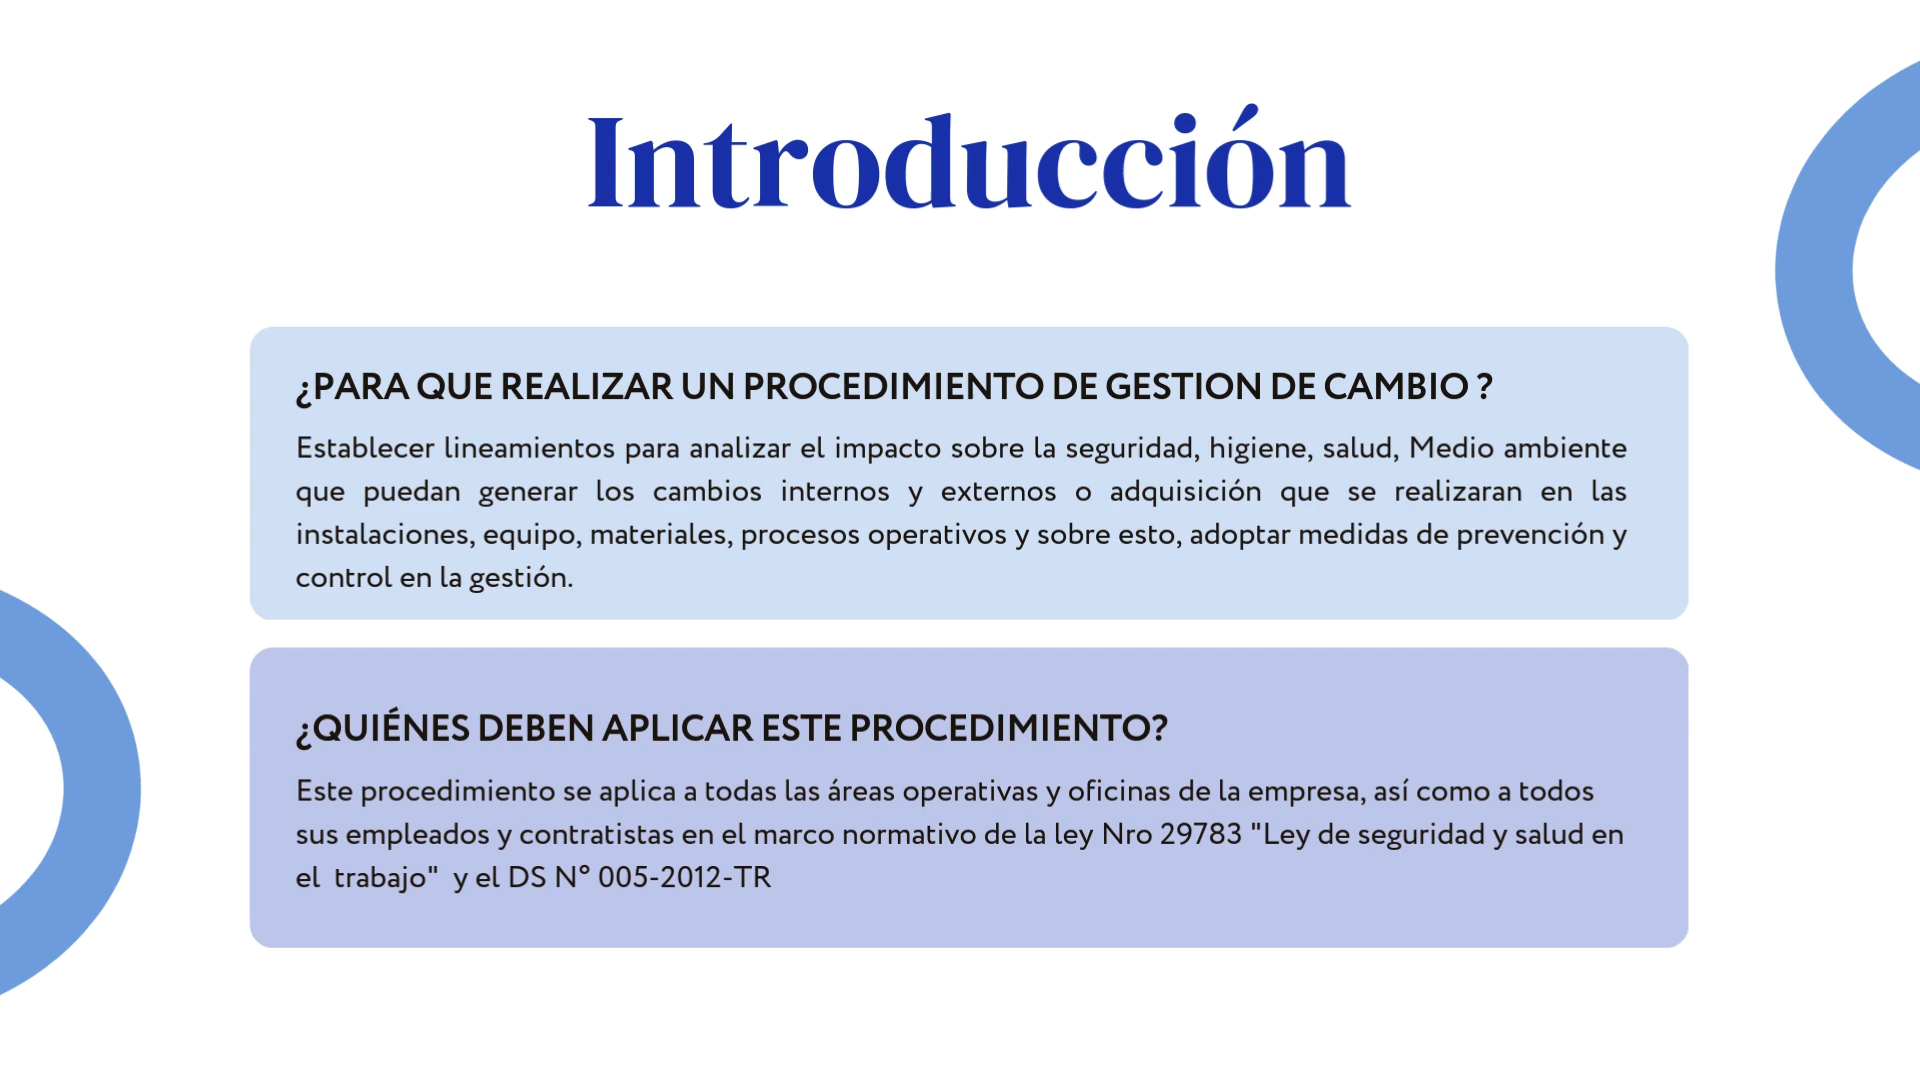 Introducción
¿PARA QUE REALIZAR UN PROCEDIMIENTO DE GESTION DE CAMBIO ?
Establecer lineamientos para analizar el impacto sobre la seguridad, higiene, salud, Medio ambiente
que puedan generar los cambios internos y externos o adquisición que se realizaran en las
instalaciones, equipo, materiales, procesos operativos y sobre esto, adoptar medidas de prevención y
control en la gestión.
¿QUIÉNES DEBEN APLICAR ESTE PROCEDIMIENTO?
Este procedimiento se aplica a todas las áreas operativas y oficinas de la empresa, así como a todos
sus empleados y contratistas en el marco normativo de la ley Nro 29783 "Ley de seguridad y salud en
el  trabajo"  y el DS N° 005-2012-TR